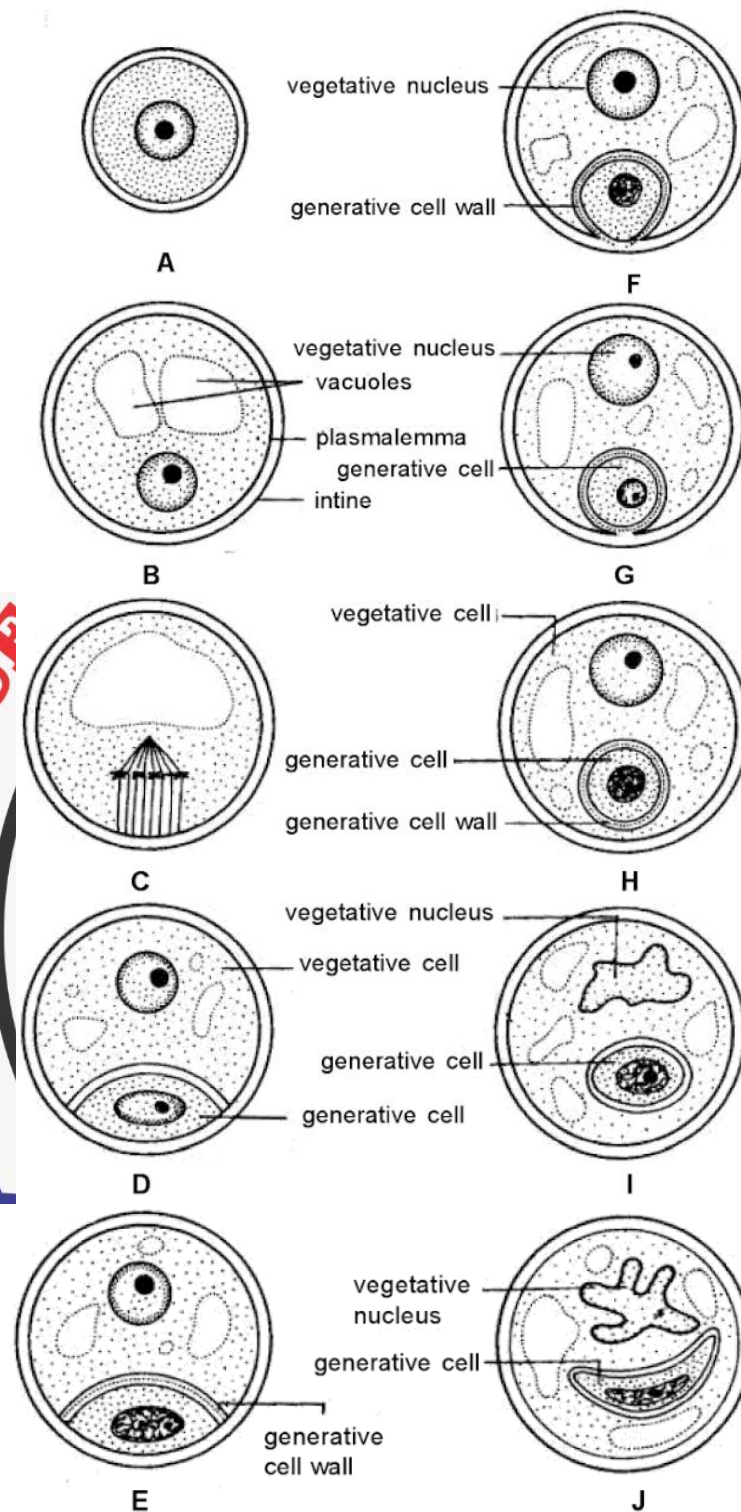 A
vegetative nucleus
generative cell wall
F
vacuoles
plasmalemma
intine
B
vegetative nucleus
generative cell
G
C
vegetative cell
generative cell
generative cell wall
H
vegetative cell
generative cell
D
vegetative nucleus
generative cell
I
generative
cell wall
E
vegetative
nucleus
generative cell
J